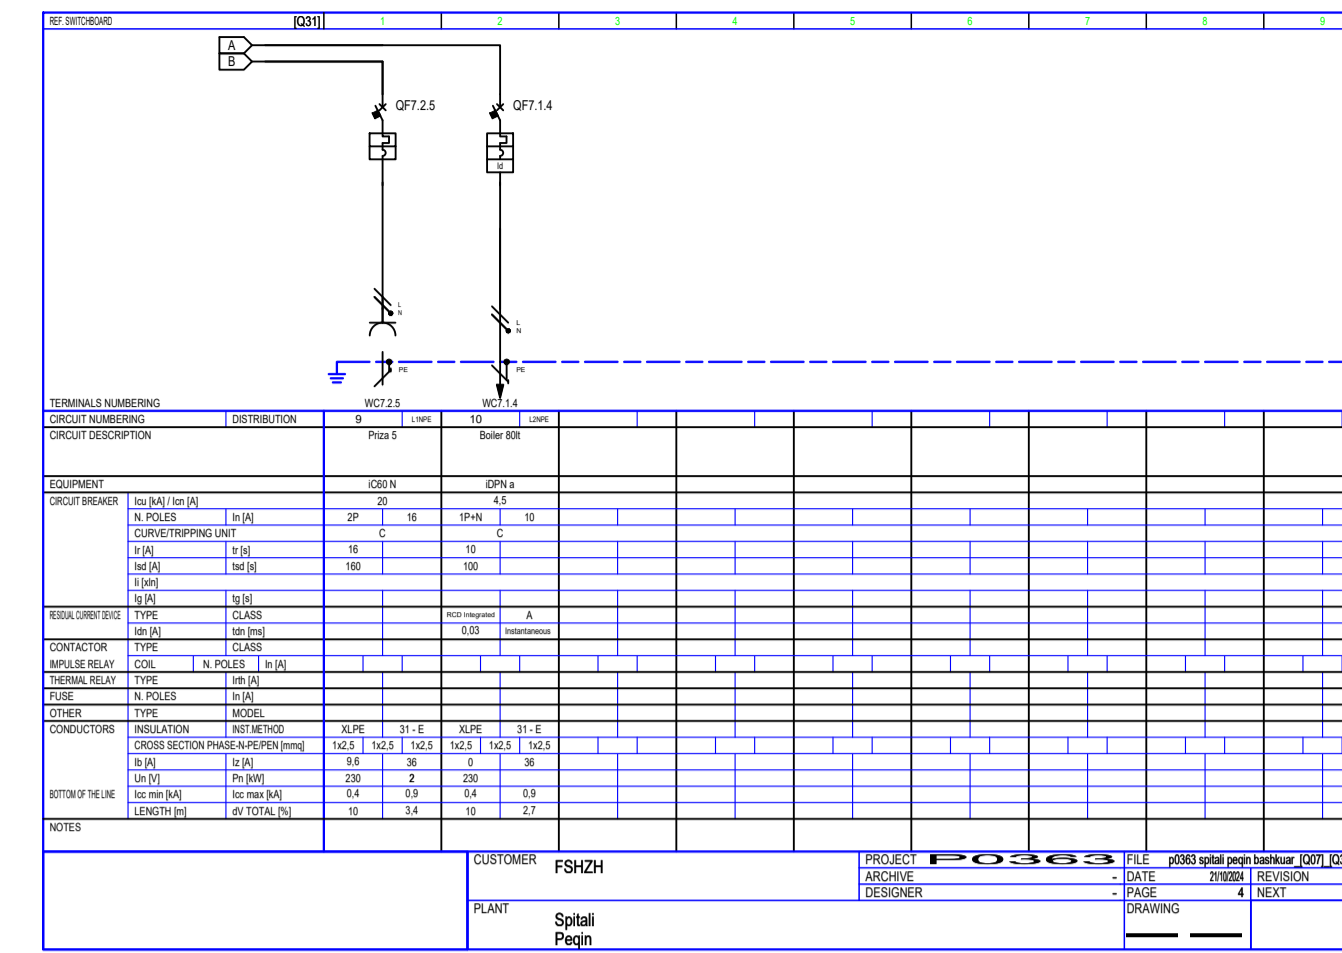 REF. SWITCHBOARD [Q31] 1 2 3 4 5 6 7 8 9
A
B
QF7.2.5 QF7.1.4
Id
L
N
L
N
PE PE
TERMINALS NUMBERING WC7.2.5 WC7.1.4
CIRCUIT NUMBERING DISTRIBUTION 9 L1NPE 10 L2NPE
CIRCUIT DESCRIPTION Priza 5 Boiler 80lt
EQUIPMENT iC60 N iDPN a
CIRCUIT BREAKER Icu [kA] / Icn [A] 20 4,5
N. POLES In [A] 2P 16 1P+N 10
CURVE/TRIPPING UNIT C C
Ir [A] tr [s] 16 10
Isd [A] tsd [s] 160 100
Ii [xIn]
Ig [A] tg [s]
RESIDUAL CURRENT DEVICE TYPE CLASS RCD Integrated A
Idn [A] tdn [ms] 0,03 Instantaneous
CONTACTOR TYPE CLASS
IMPULSE RELAY COIL N. POLES In [A]
THERMAL RELAY TYPE Irth [A]
FUSE N. POLES In [A]
OTHER TYPE MODEL
CONDUCTORS INSULATION INST.METHOD XLPE 31 - E XLPE 31 - E
CROSS SECTION PHASE-N-PE/PEN [mmq] 1x2,5 1x2,5 1x2,5 1x2,5 1x2,5 1x2,5
Ib [A] Iz [A] 9,6 36 0 36
Un [V] Pn [kW] 230 2 230
BOTTOM OF THE LINE Icc min [kA] Icc max [kA] 0,4 0,9 0,4 0,9
LENGTH [m] dV TOTAL [%] 10 3,4 10 2,7
NOTES
CUSTOMER FSHZH PROJECT P0363 FILE p0363 spitali peqin bashkuar_[Q07]_[Q3
ARCHIVE - DATE 21/10/2024 REVISION
DESIGNER - PAGE 4 NEXT
PLANT Spitali DRAWING
Peqin